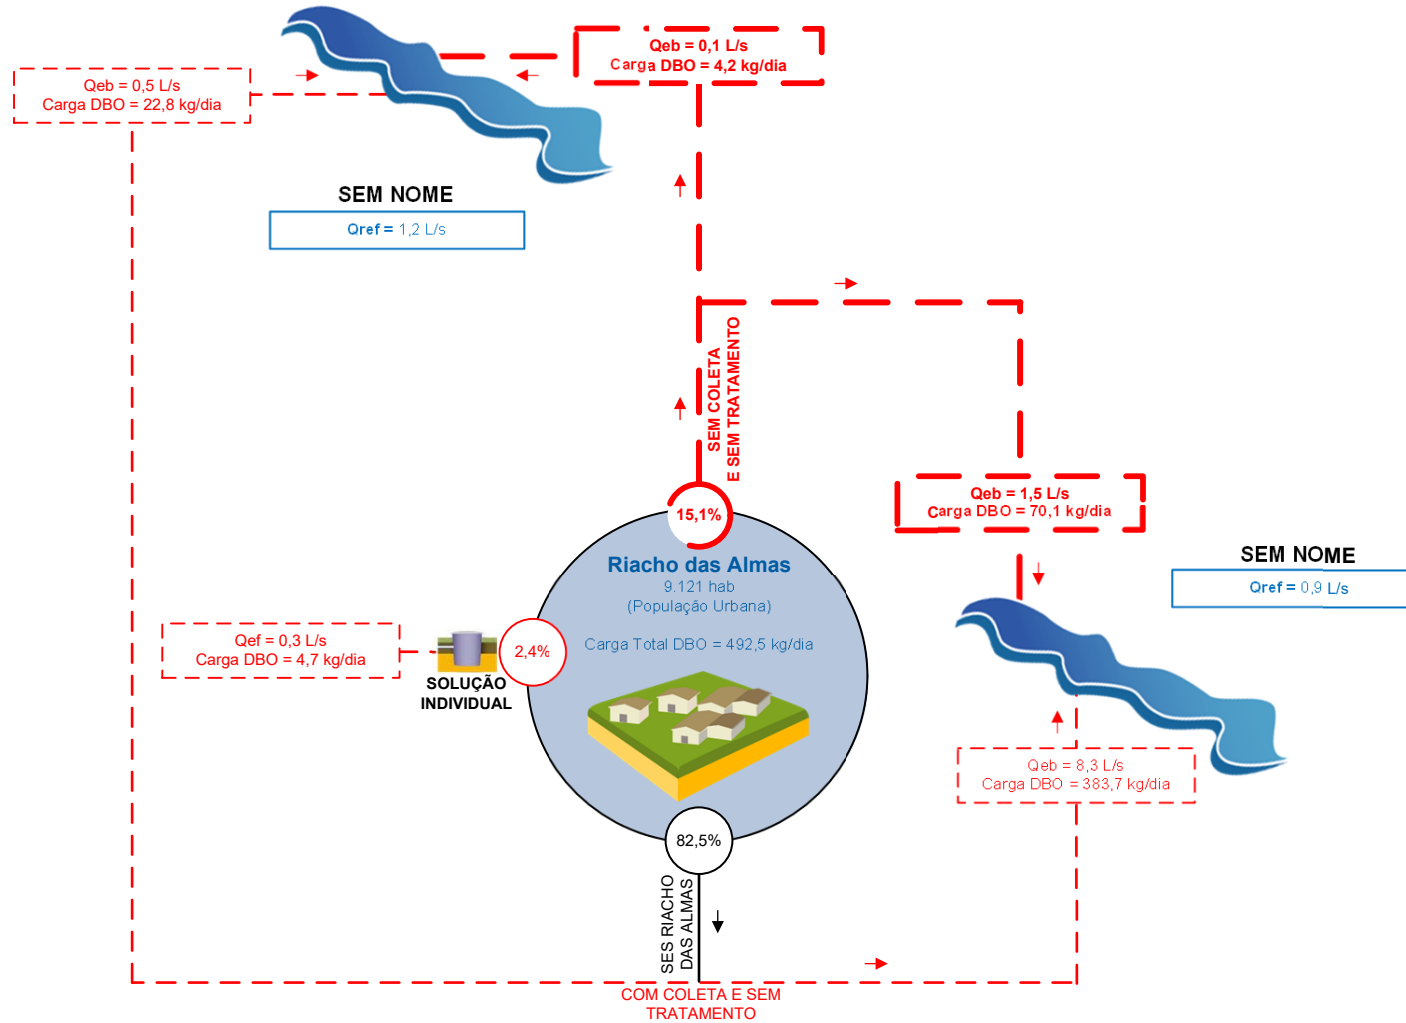 Qeb = 0,1 L/s
Carga DBO = 4,2 kg/dia
Qeb = 0,5 L/s
Carga DBO = 22,8 kg/dia
SEM NOME
Qref = 1,2 L/s
SEM COLETA
E SEM TRATAMENTO
Qeb = 1,5 L/s
Carga DBO = 70,1 kg/dia
15,1%
SEM NOME
Qref = 0,9 L/s
Riacho das Almas
9.121 hab
(População Urbana)
Carga Total DBO = 492,5 kg/dia
Qef = 0,3 L/s
Carga DBO = 4,7 kg/dia
2,4%
SOLUÇÃO
INDIVIDUAL
Qeb = 8,3 L/s
Carga DBO = 383,7 kg/dia
82,5%
SES RIACHO
DAS ALMAS
COM COLETA E SEM
TRATAMENTO